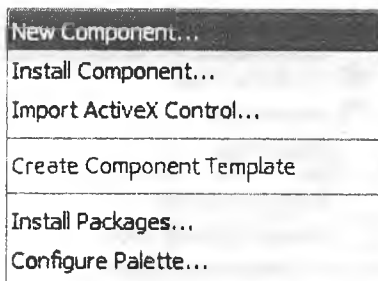 New Component...
Install Component...
Import ActiveX Control...
Create Component Template
Install Packages...
Configure Palette...